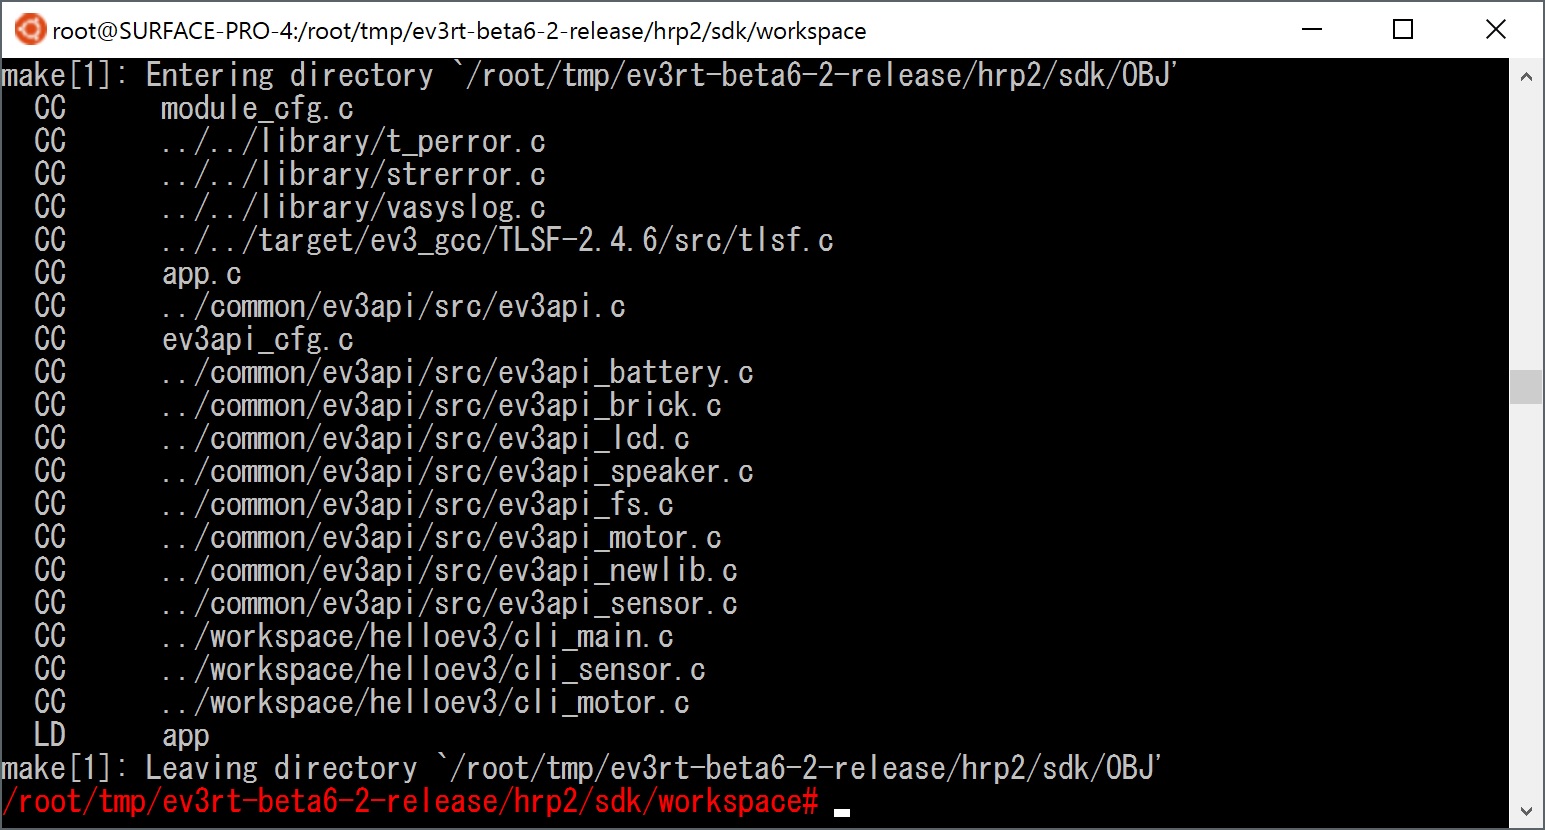 root@SURFACE-PRO-4:/root/tmp/ev3rt-beta6-2-release/hrp2/sdk/workspace
make[1]: Entering directory `/root/tmp/ev3rt-beta6-2-release/hrp2/sdk/OBJ'
CC module_cfg.c
CC ../../library/t_perror.c
CC ../../library/strerror.c
CC ../../library/vasyslog.c
CC ../../target/ev3_gcc/TLSF-2.4.6/src/tlsf.c
CC app.c
CC ../common/ev3api/src/ev3api.c
CC ev3api_cfg.c
CC ../common/ev3api/src/ev3api_battery.c
CC ../common/ev3api/src/ev3api_brick.c
CC ../common/ev3api/src/ev3api_lcd.c
CC ../common/ev3api/src/ev3api_speaker.c
CC ../common/ev3api/src/ev3api_fs.c
CC ../common/ev3api/src/ev3api_motor.c
CC ../common/ev3api/src/ev3api_newlib.c
CC ../common/ev3api/src/ev3api_sensor.c
CC ../workspace/helloev3/cli_main.c
CC ../workspace/helloev3/cli_sensor.c
CC ../workspace/helloev3/cli_motor.c
LD app
make[1]: Leaving directory `/root/tmp/ev3rt-beta6-2-release/hrp2/sdk/OBJ'
/root/tmp/ev3rt-beta6-2-release/hrp2/sdk/workspace#